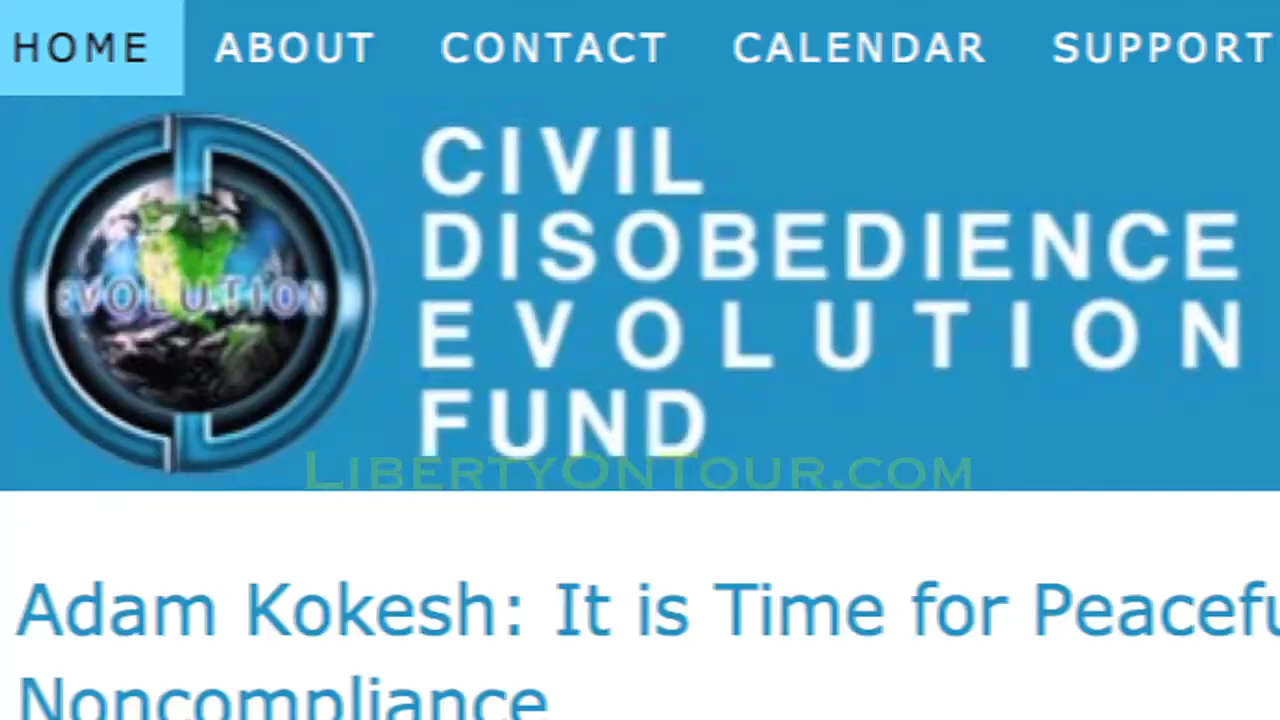 HOME ABOUT CONTACT CALENDAR SUPPORT
CIVIL
DISOBEDIENCE
EVOLUTION
FUND
EVOLUTION
LIBERTYONTOUR.COM
Adam Kokesh: It is Time for Peacefu
Noncompliance